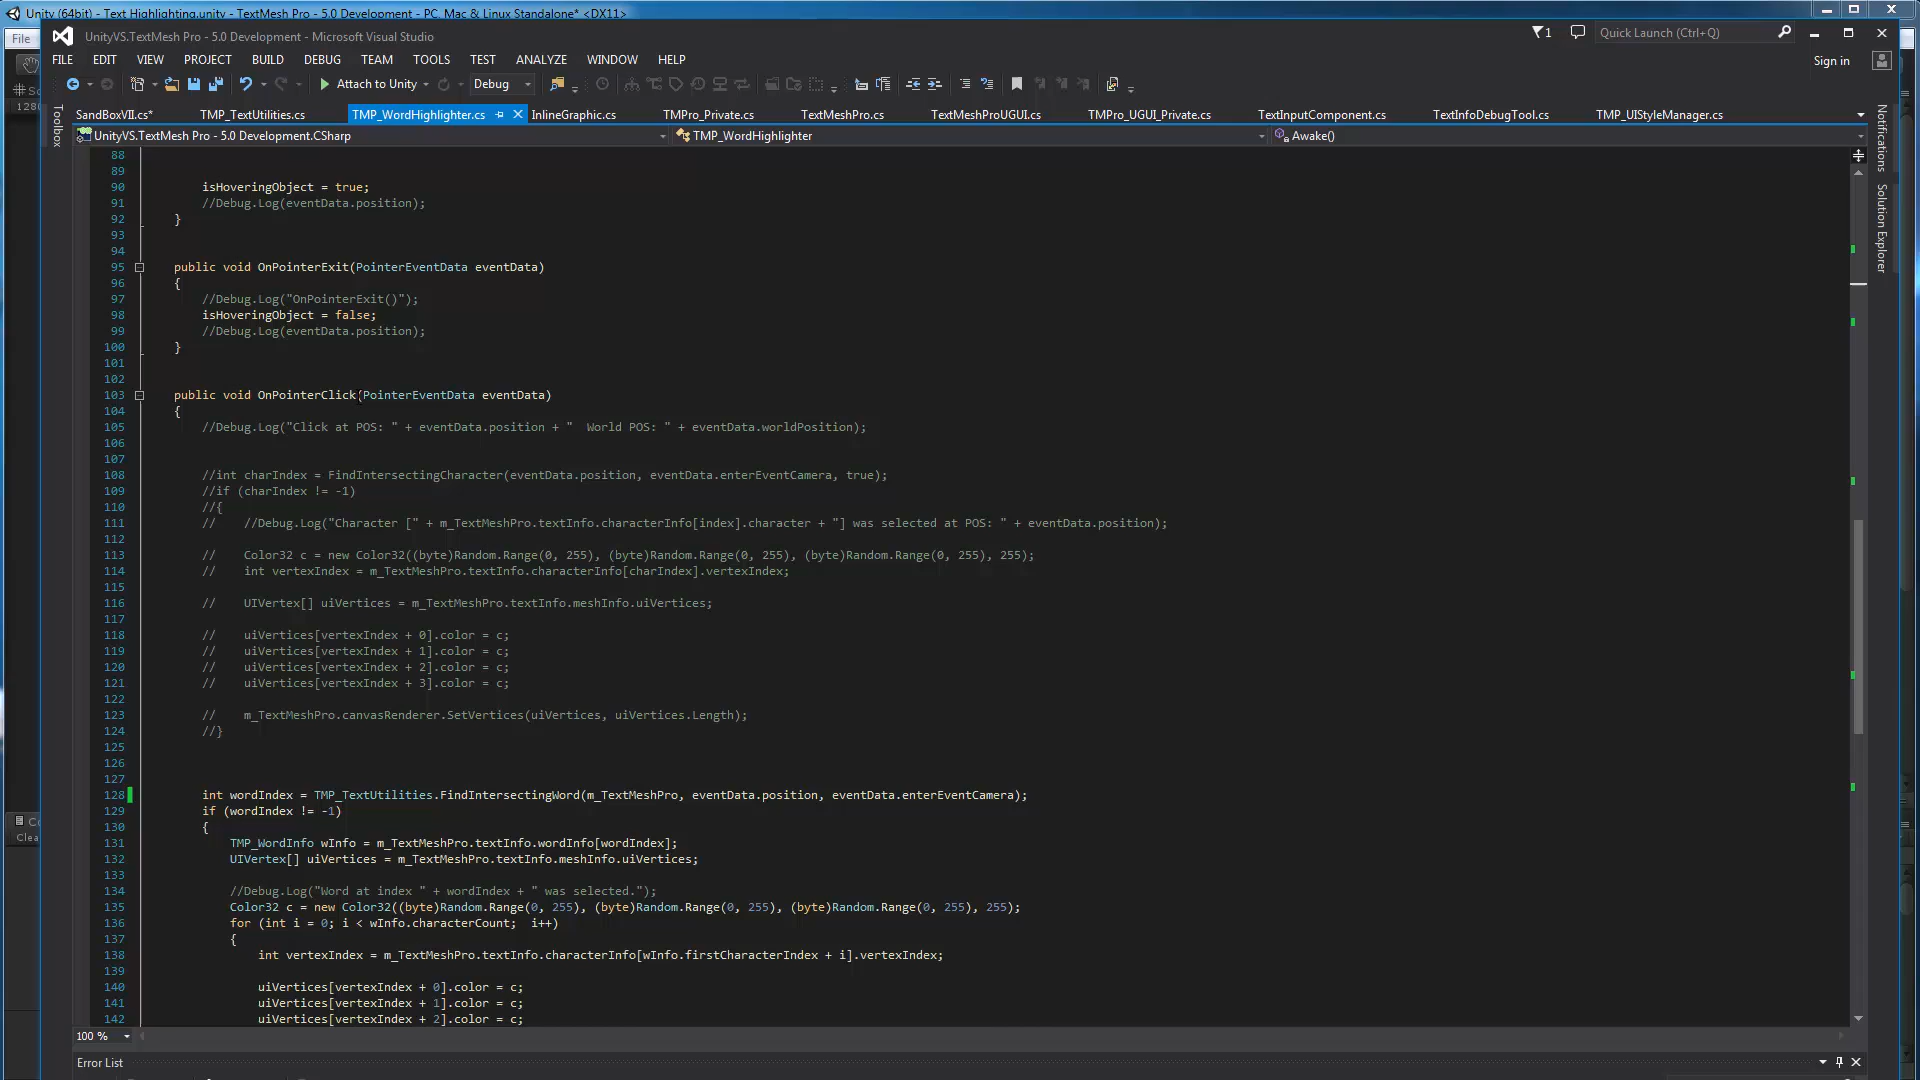 Unity (64bit) - Text Highlighting.unity - TextMesh Pro - 5.0 Development - PC, Mac & Linux Standalone* <DX11>
File
UnityVS.TextMesh Pro - 5.0 Development - Microsoft Visual Studio
1
Quick Launch (Ctrl+Q)
FILE EDIT VIEW PROJECT BUILD DEBUG TEAM TOOLS TEST ANALYZE WINDOW HELP
Sign in
Attach to Unity
Debug
1280
SandBoxVII.cs* TMP_TextUtilities.cs TMP_WordHighlighter.cs InlineGraphic.cs TMPro_Private.cs TextMeshPro.cs TextMeshProUGUI.cs TMPro_UGUI_Private.cs TextInputComponent.cs TextInfoDebugTool.cs TMP_UIStyleManager.cs
UnityVS.TextMesh Pro - 5.0 Development.CSharp TMP_WordHighlighter Awake()
Toolbox
Notifications
Solution Explorer
88
89
90 isHoveringObject = true;
91 //Debug.Log(eventData.position);
92 }
93
94
95 public void OnPointerExit(PointerEventData eventData)
96 {
97 //Debug.Log("OnPointerExit()");
98 isHoveringObject = false;
99 //Debug.Log(eventData.position);
100 }
101
102
103 public void OnPointerClick(PointerEventData eventData)
104 {
105 //Debug.Log("Click at POS: " + eventData.position + "  World POS: " + eventData.worldPosition);
106
107
108 //int charIndex = FindIntersectingCharacter(eventData.position, eventData.enterEventCamera, true);
109 //if (charIndex != -1)
110 //{
111 //    //Debug.Log("Character [" + m_TextMeshPro.textInfo.characterInfo[index].character + "] was selected at POS: " + eventData.position);
112
113 //    Color32 c = new Color32((byte)Random.Range(0, 255), (byte)Random.Range(0, 255), (byte)Random.Range(0, 255), 255);
114 //    int vertexIndex = m_TextMeshPro.textInfo.characterInfo[charIndex].vertexIndex;
115
116 //    UIVertex[] uiVertices = m_TextMeshPro.textInfo.meshInfo.uiVertices;
117
118 //    uiVertices[vertexIndex + 0].color = c;
119 //    uiVertices[vertexIndex + 1].color = c;
120 //    uiVertices[vertexIndex + 2].color = c;
121 //    uiVertices[vertexIndex + 3].color = c;
122
123 //    m_TextMeshPro.canvasRenderer.SetVertices(uiVertices, uiVertices.Length);
124 //}
125
126
127
128 int wordIndex = TMP_TextUtilities.FindIntersectingWord(m_TextMeshPro, eventData.position, eventData.enterEventCamera);
129 if (wordIndex != -1)
130 {
131 TMP_WordInfo wInfo = m_TextMeshPro.textInfo.wordInfo[wordIndex];
132 UIVertex[] uiVertices = m_TextMeshPro.textInfo.meshInfo.uiVertices;
133
134 //Debug.Log("Word at index " + wordIndex + " was selected.");
135 Color32 c = new Color32((byte)Random.Range(0, 255), (byte)Random.Range(0, 255), (byte)Random.Range(0, 255), 255);
136 for (int i = 0; i < wInfo.characterCount;  i++)
137 {
138 int vertexIndex = m_TextMeshPro.textInfo.characterInfo[wInfo.firstCharacterIndex + i].vertexIndex;
139
140 uiVertices[vertexIndex + 0].color = c;
141 uiVertices[vertexIndex + 1].color = c;
142 uiVertices[vertexIndex + 2].color = c;
100 %
Error List